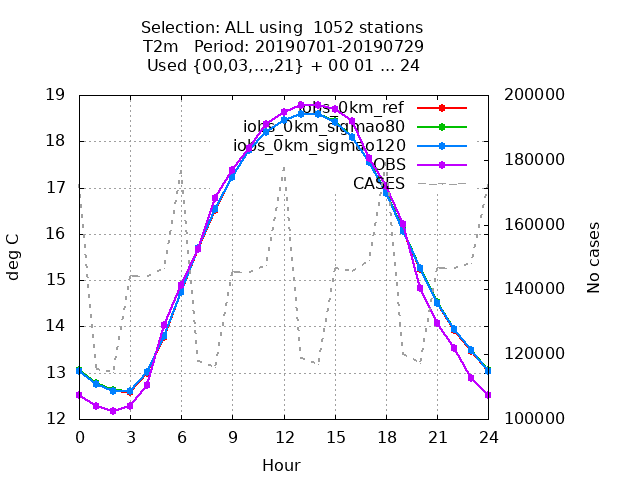 Selection: ALL using  1052 stations
T2m   Period: 20190701-20190729
Used {00,03,...,21} + 00 01 ... 24
19
18
17
16
15
14
13
12
200000
180000
160000
140000
120000
100000
iobs_0km_ref
iobs_0km_sigmao80
iobs_0km_sigmao120
OBS
CASES
deg C
No cases
0 3 6 9 12 15 18 21 24
Hour